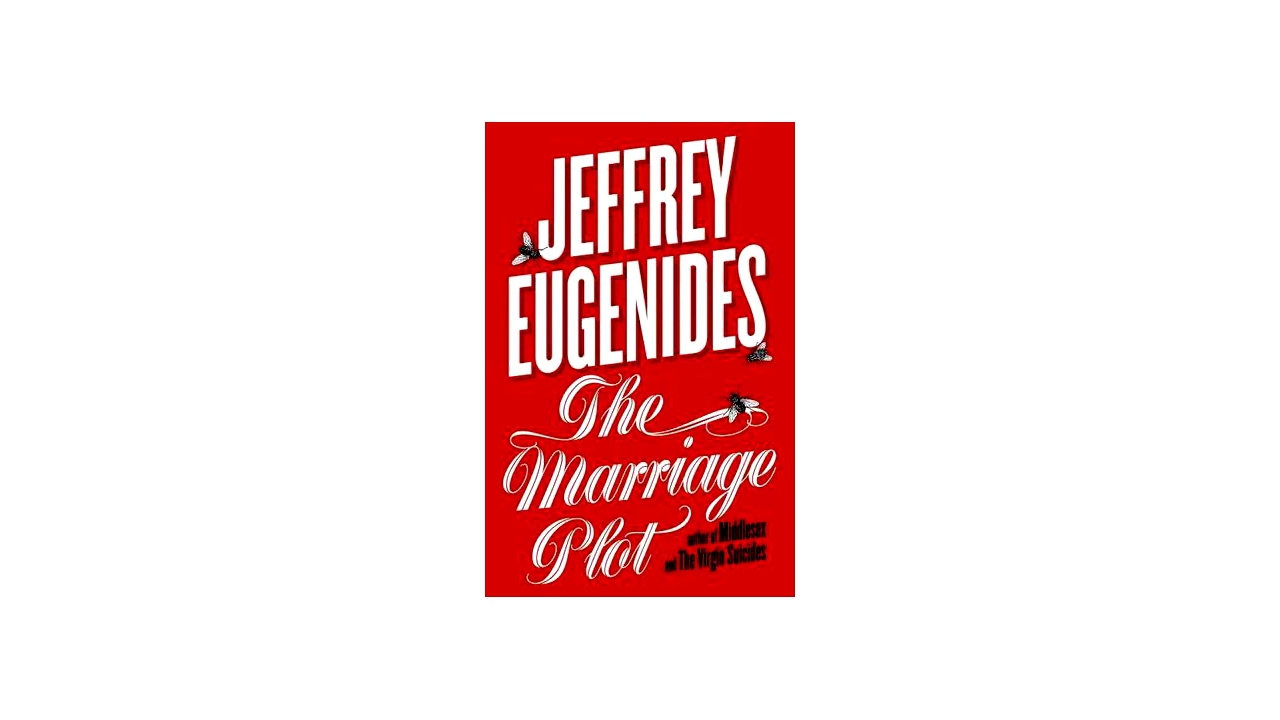 JEFFREY
EUGENIDES
The
Marriage
Plot
author of Middlesex
and The Virgin Suicides